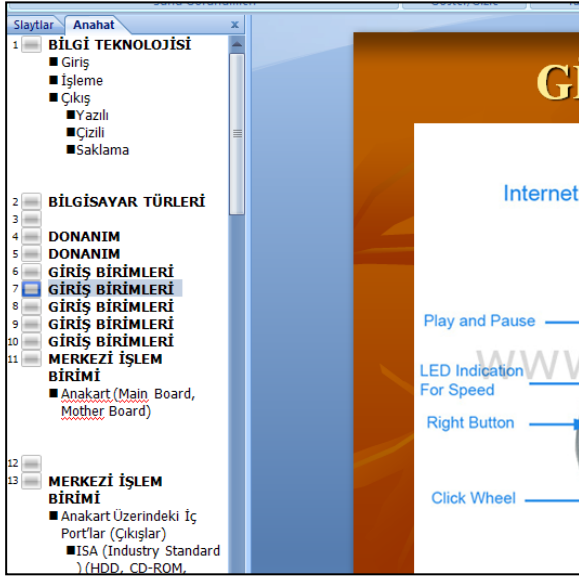 Slaytlar Anahat x
1 BİLGİ TEKNOLOJİSİ
■ Giriş
■ İşleme
■ Çıkış
■Yazılı
■Çizili
■Saklama
2 BİLGİSAYAR TÜRLERİ
3
4 DONANIM
5 DONANIM
6 GİRİŞ BİRİMLERİ
7 GİRİŞ BİRİMLERİ
8 GİRİŞ BİRİMLERİ
9 GİRİŞ BİRİMLERİ
10 GİRİŞ BİRİMLERİ
11 MERKEZİ İŞLEM
BİRİMİ
■ Anakart (Main Board,
Mother Board)
12
13 MERKEZİ İŞLEM
BİRİMİ
■ Anakart Üzerindeki İç
Port'lar (Çıkışlar)
■ISA (Industry Standard
) (HDD, CD-ROM,
Gİ
Internet
Play and Pause
WWW
LED Indication
For Speed
Right Button
Click Wheel